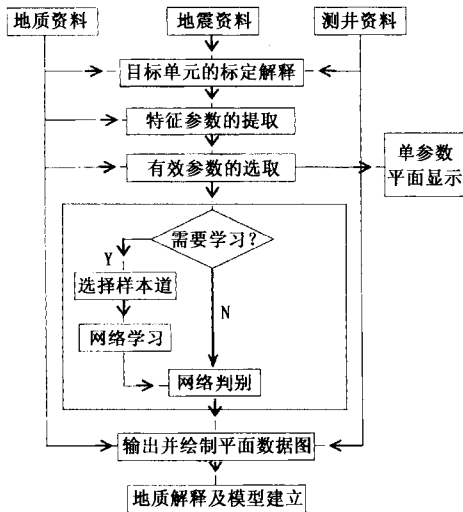 地质资料
地震资料
测井资料
目标单元的标定解释
特征参数的提取
有效参数的选取
单参数
平面显示
需要学习?
Y
选择样本道
N
网络学习
网络判别
输出并绘制平面数据图
地质解释及模型建立